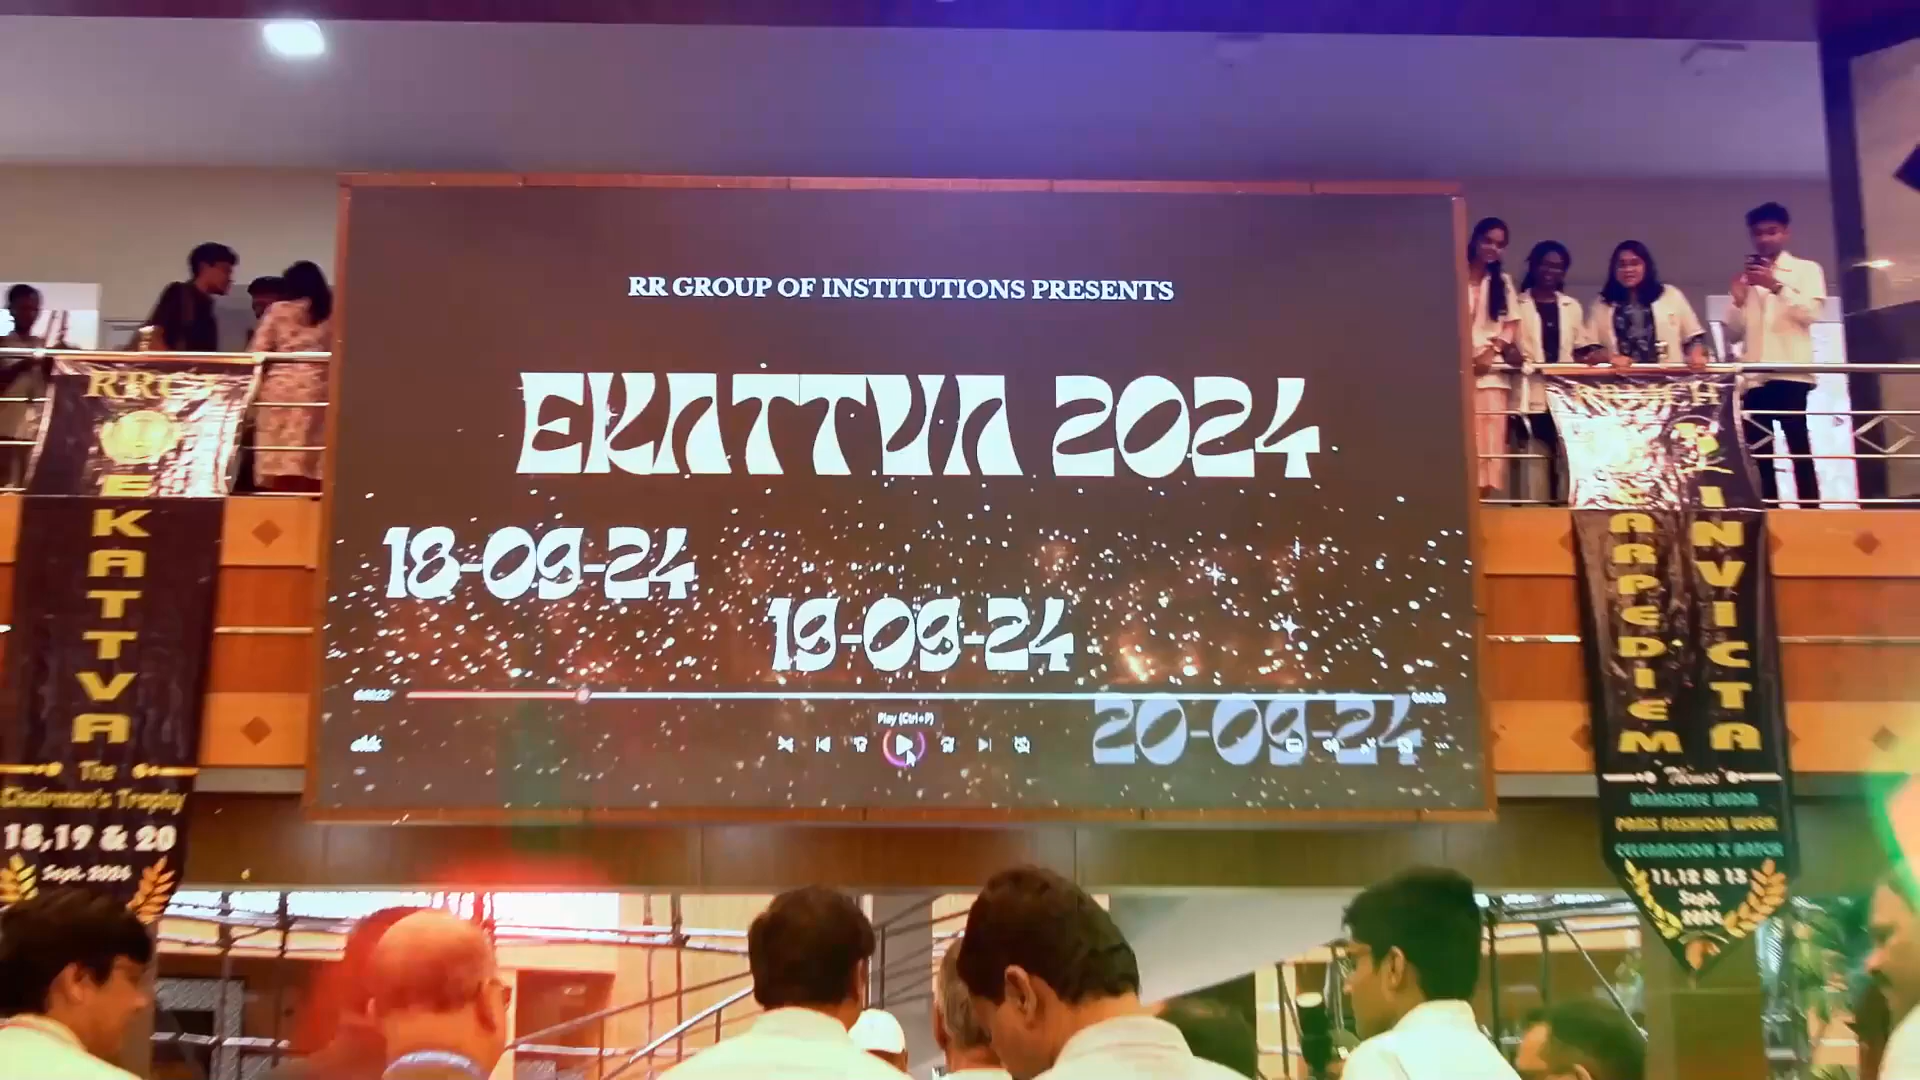 RR GROUP OF INSTITUTIONS PRESENTS
EKATTVA 2024
18-09-24
19-09-24
20-09-24
Play (Ctrl+P)
EKATTVA
The
Chairman's Trophy
18,19 & 20
Sept. 2024
CARPEDIEM
INVICTA
Themes
NAMASTEY INDIA
PARIS FASHION WEEK
11,12 & 13
Sept.
2024